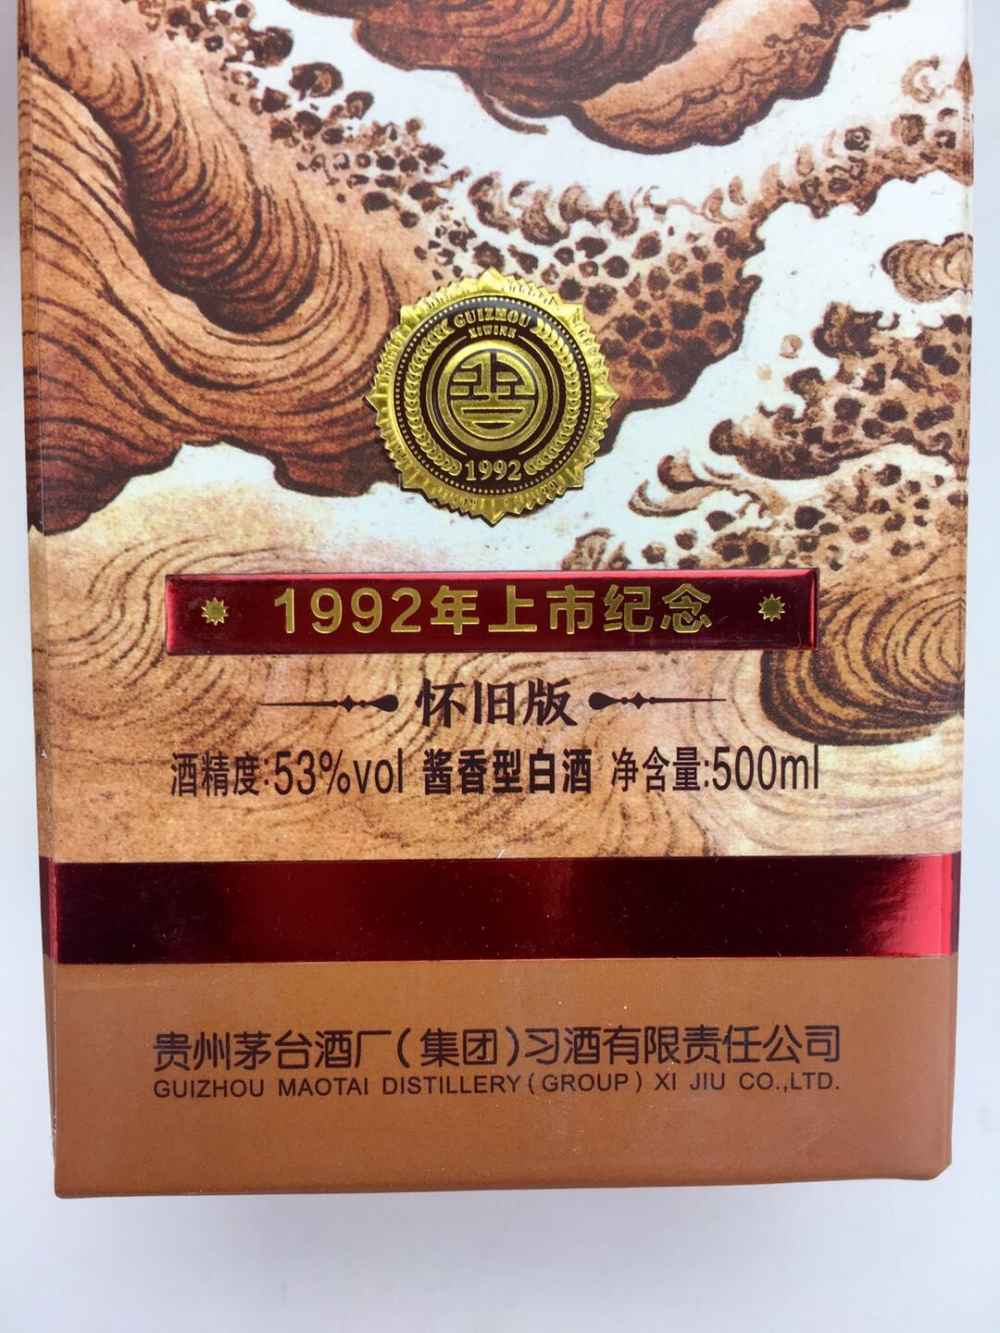 GUIZHOU
XIWINE
1992
1992年上市纪念
怀旧版
酒精度:53%vol 酱香型白酒 净含量:500ml
贵州茅台酒厂(集团)习酒有限责任公司
GUIZHOU MAOTAI DISTILLERY(GROUP) XI JIU CO.,LTD.